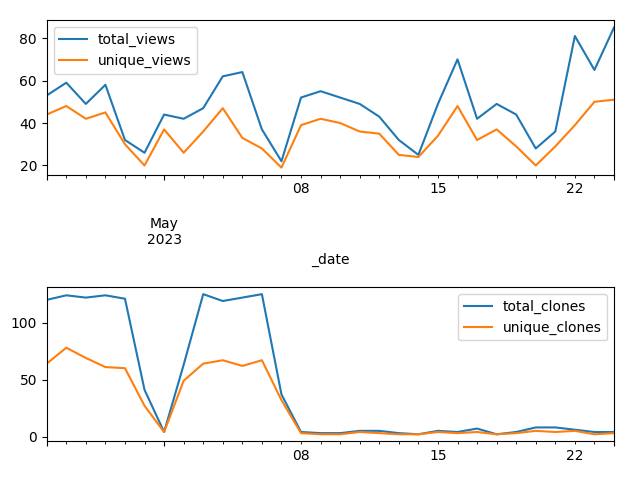 80
60
40
20
total_views
unique_views
08
15
22
May
2023
_date
100
50
0
total_clones
unique_clones
08
15
22